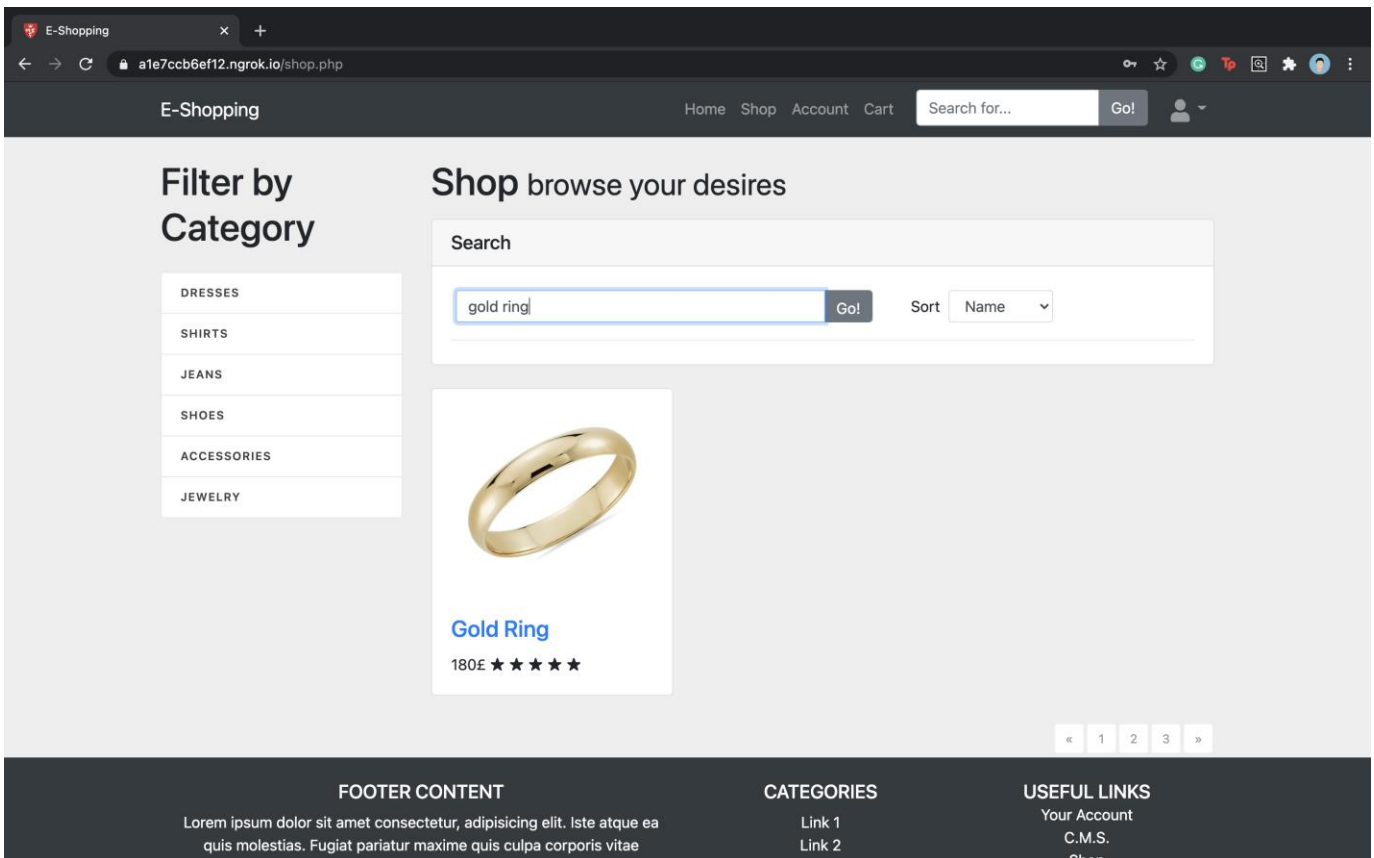 E-Shopping
a1e7ccb6ef12.ngrok.io/shop.php
E-Shopping
Home Shop Account Cart Search for... Go!
Filter by
Category
DRESSES
SHIRTS
JEANS
SHOES
ACCESSORIES
JEWELRY
Shop browse your desires
Search
gold ring Go! Sort Name
Gold Ring
180£ ★ ★ ★ ★ ★
« 1 2 3 »
FOOTER CONTENT
Lorem ipsum dolor sit amet consectetur, adipisicing elit. Iste atque ea
quis molestias. Fugiat pariatur maxime quis culpa corporis vitae
CATEGORIES
Link 1
Link 2
USEFUL LINKS
Your Account
C.M.S.